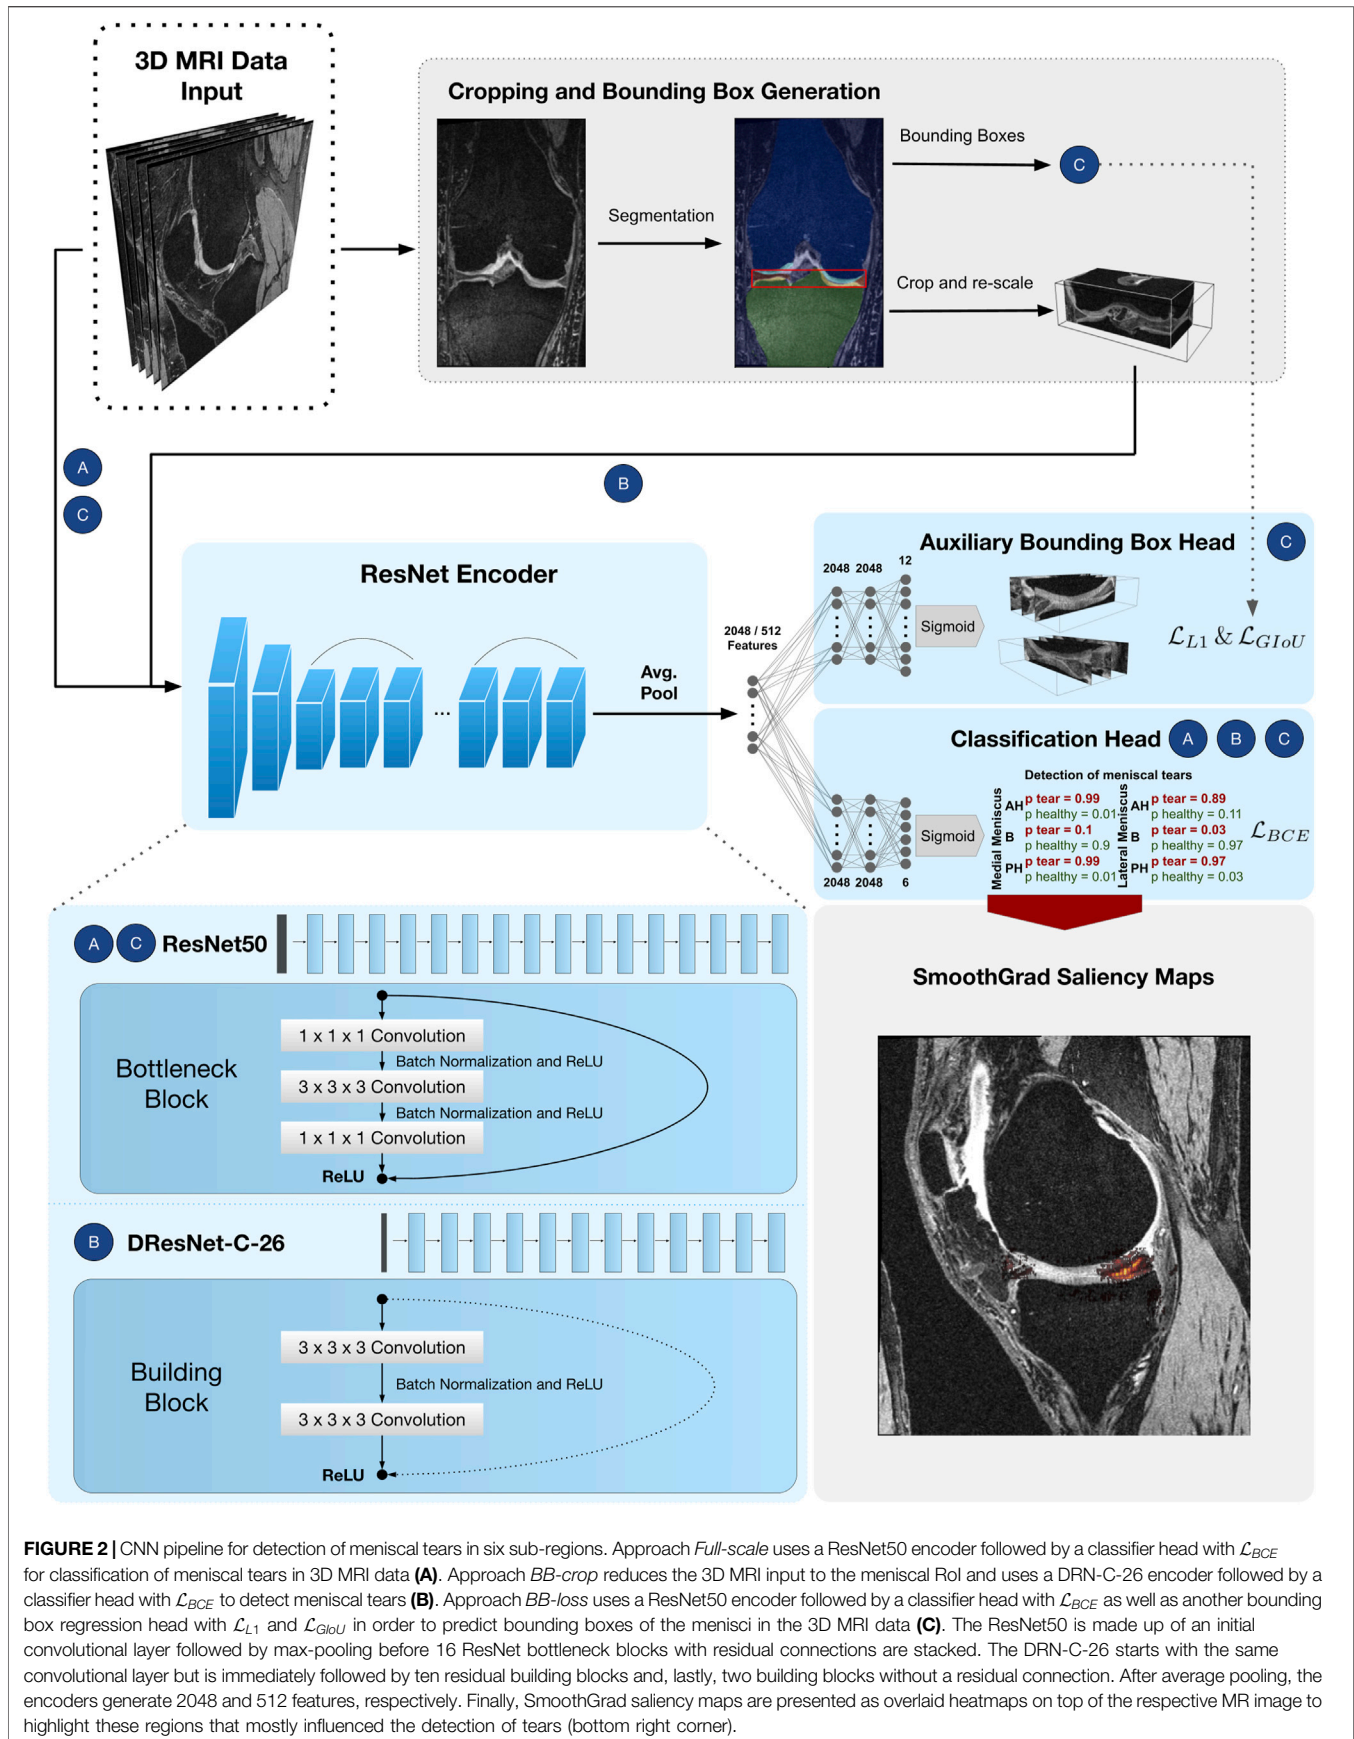 3D MRI Data
Input
Cropping and Bounding Box Generation
Bounding Boxes
C
Segmentation
Crop and re-scale
A
C
B
ResNet Encoder
Avg.
Pool
2048 / 512
Features
Auxiliary Bounding Box Head C
2048 2048 12
Sigmoid
ℒL1 & ℒGIoU
Classification Head A B C
Detection of meniscal tears
Medial Meniscus
AH p tear = 0.99
p healthy = 0.01
B p tear = 0.1
p healthy = 0.9
PH p tear = 0.99
p healthy = 0.01
Lateral Meniscus
AH p tear = 0.89
p healthy = 0.11
B p tear = 0.03
p healthy = 0.97
PH p tear = 0.97
p healthy = 0.03
Sigmoid
ℒBCE
2048 2048 6
A C ResNet50
Bottleneck
Block
1 x 1 x 1 Convolution
Batch Normalization and ReLU
3 x 3 x 3 Convolution
Batch Normalization and ReLU
1 x 1 x 1 Convolution
ReLU
B DResNet-C-26
Building
Block
3 x 3 x 3 Convolution
Batch Normalization and ReLU
3 x 3 x 3 Convolution
ReLU
SmoothGrad Saliency Maps
FIGURE 2 | CNN pipeline for detection of meniscal tears in six sub-regions. Approach Full-scale uses a ResNet50 encoder followed by a classifier head with ℒBCE
for classification of meniscal tears in 3D MRI data (A). Approach BB-crop reduces the 3D MRI input to the meniscal RoI and uses a DRN-C-26 encoder followed by a
classifier head with ℒBCE to detect meniscal tears (B). Approach BB-loss uses a ResNet50 encoder followed by a classifier head with ℒBCE as well as another bounding
box regression head with ℒL1 and ℒGIoU in order to predict bounding boxes of the menisci in the 3D MRI data (C). The ResNet50 is made up of an initial
convolutional layer followed by max-pooling before 16 ResNet bottleneck blocks with residual connections are stacked. The DRN-C-26 starts with the same
convolutional layer but is immediately followed by ten residual building blocks and, lastly, two building blocks without a residual connection. After average pooling, the
encoders generate 2048 and 512 features, respectively. Finally, SmoothGrad saliency maps are presented as overlaid heatmaps on top of the respective MR image to
highlight these regions that mostly influenced the detection of tears (bottom right corner).